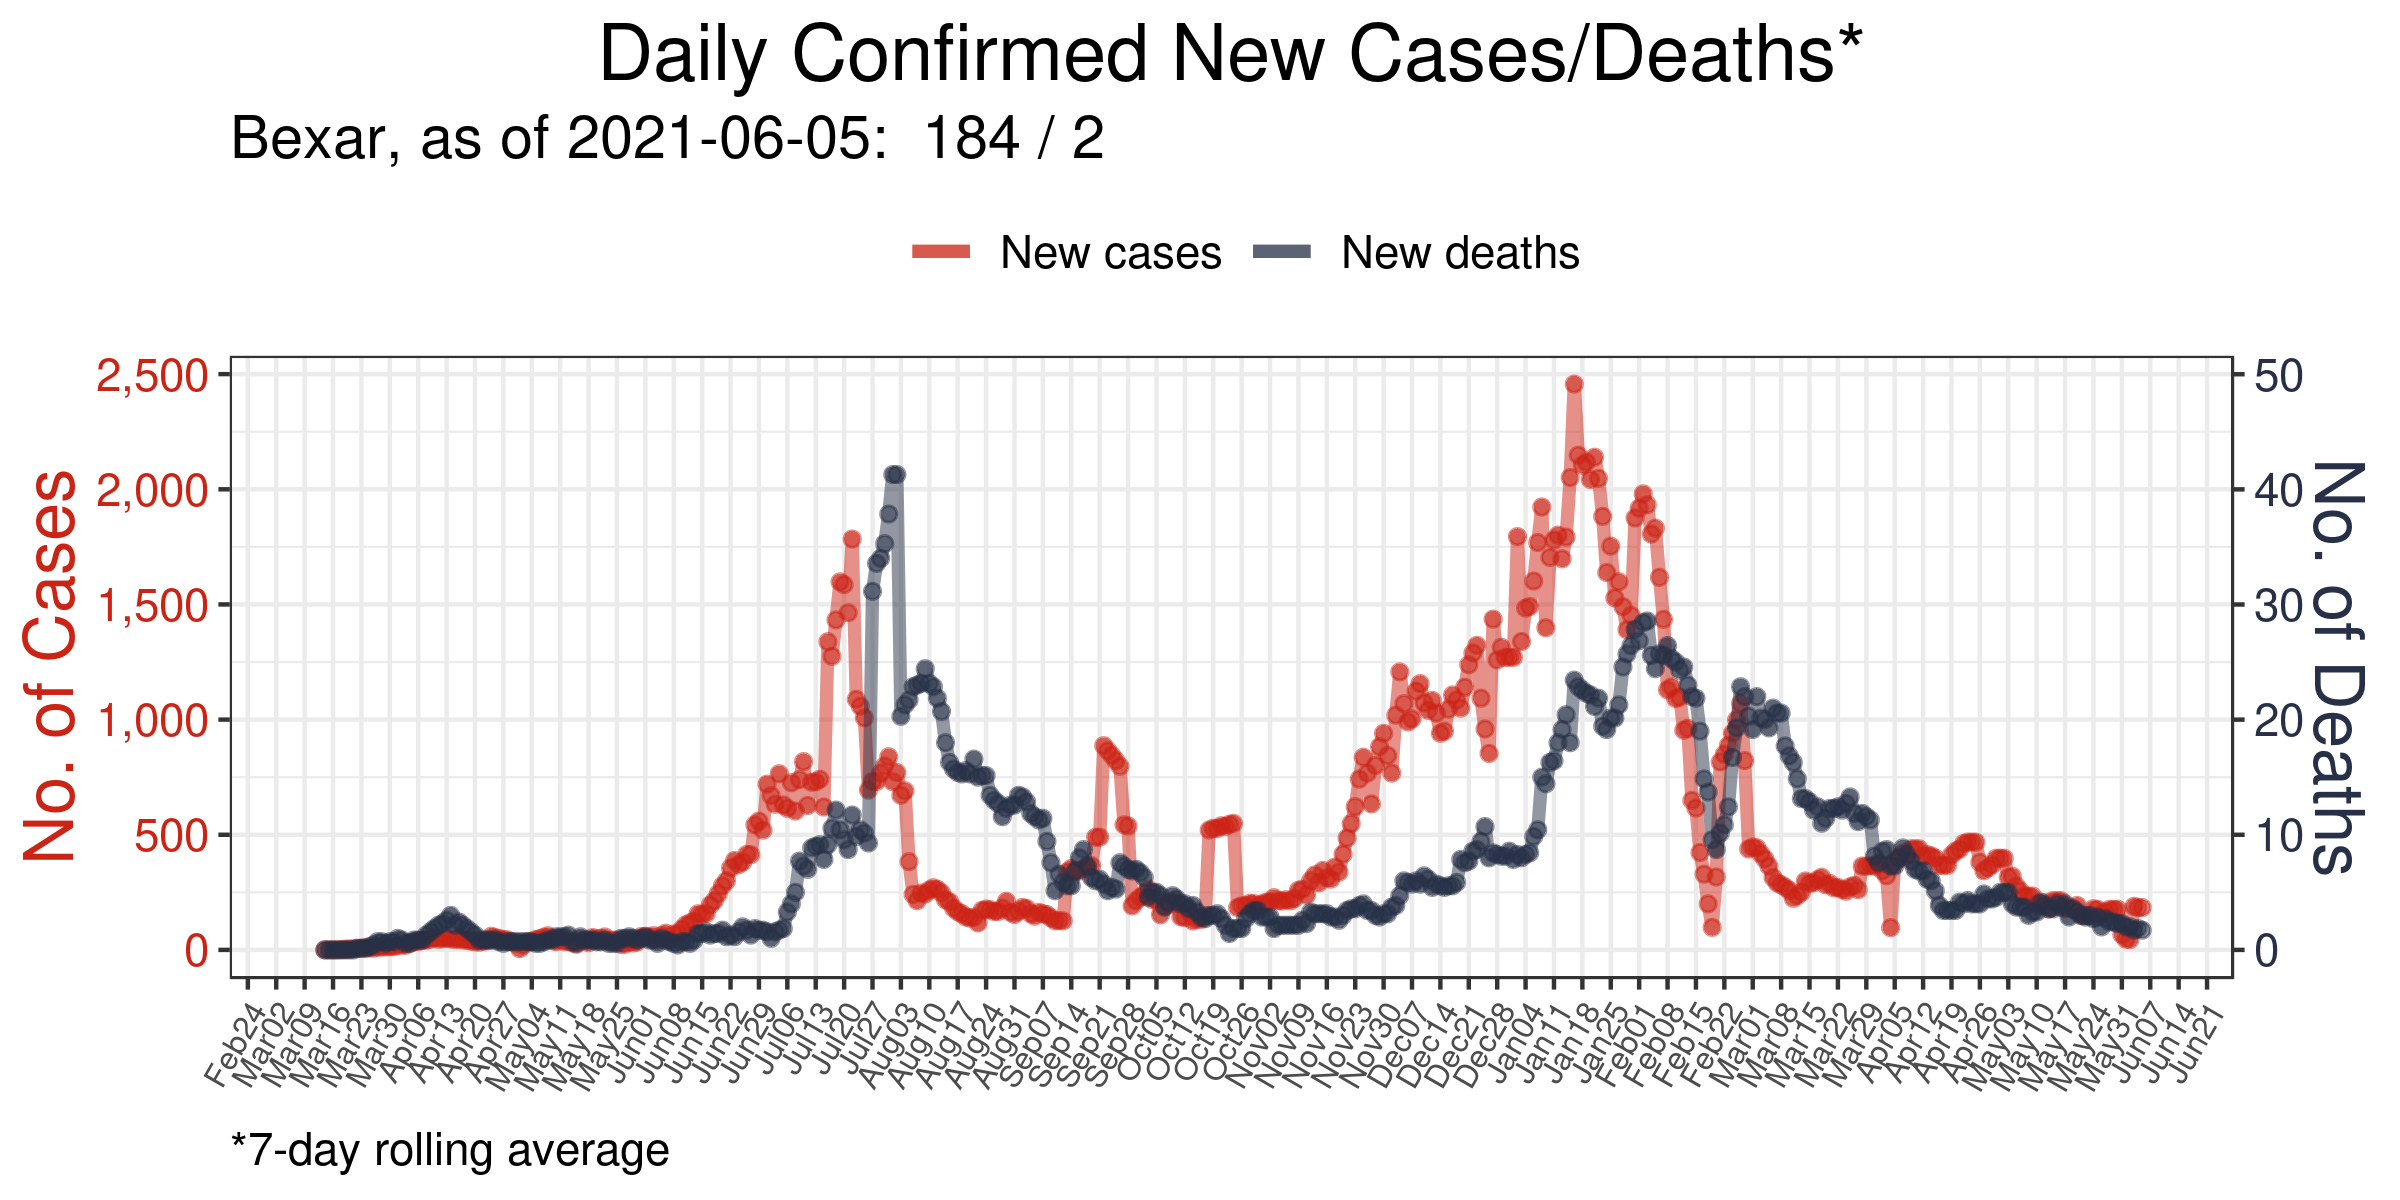 Daily Confirmed New Cases/Deaths*
Bexar, as of 2021-06-05:  184 / 2
New cases
New deaths
No. of Cases
2,500
2,000
1,500
1,000
500
0
50
40
30
20
10
0
No. of Deaths
Feb24
Mar02
Mar09
Mar16
Mar23
Mar30
Apr06
Apr13
Apr20
Apr27
May04
May11
May18
May25
Jun01
Jun08
Jun15
Jun22
Jun29
Jul06
Jul13
Jul20
Jul27
Aug03
Aug10
Aug17
Aug24
Aug31
Sep07
Sep14
Sep21
Sep28
Oct05
Oct12
Oct19
Oct26
Nov02
Nov09
Nov16
Nov23
Nov30
Dec07
Dec14
Dec21
Dec28
Jan04
Jan11
Jan18
Jan25
Feb01
Feb08
Feb15
Feb22
Mar01
Mar08
Mar15
Mar22
Mar29
Apr05
Apr12
Apr19
Apr26
May03
May10
May17
May24
May31
Jun07
Jun14
Jun21
*7-day rolling average